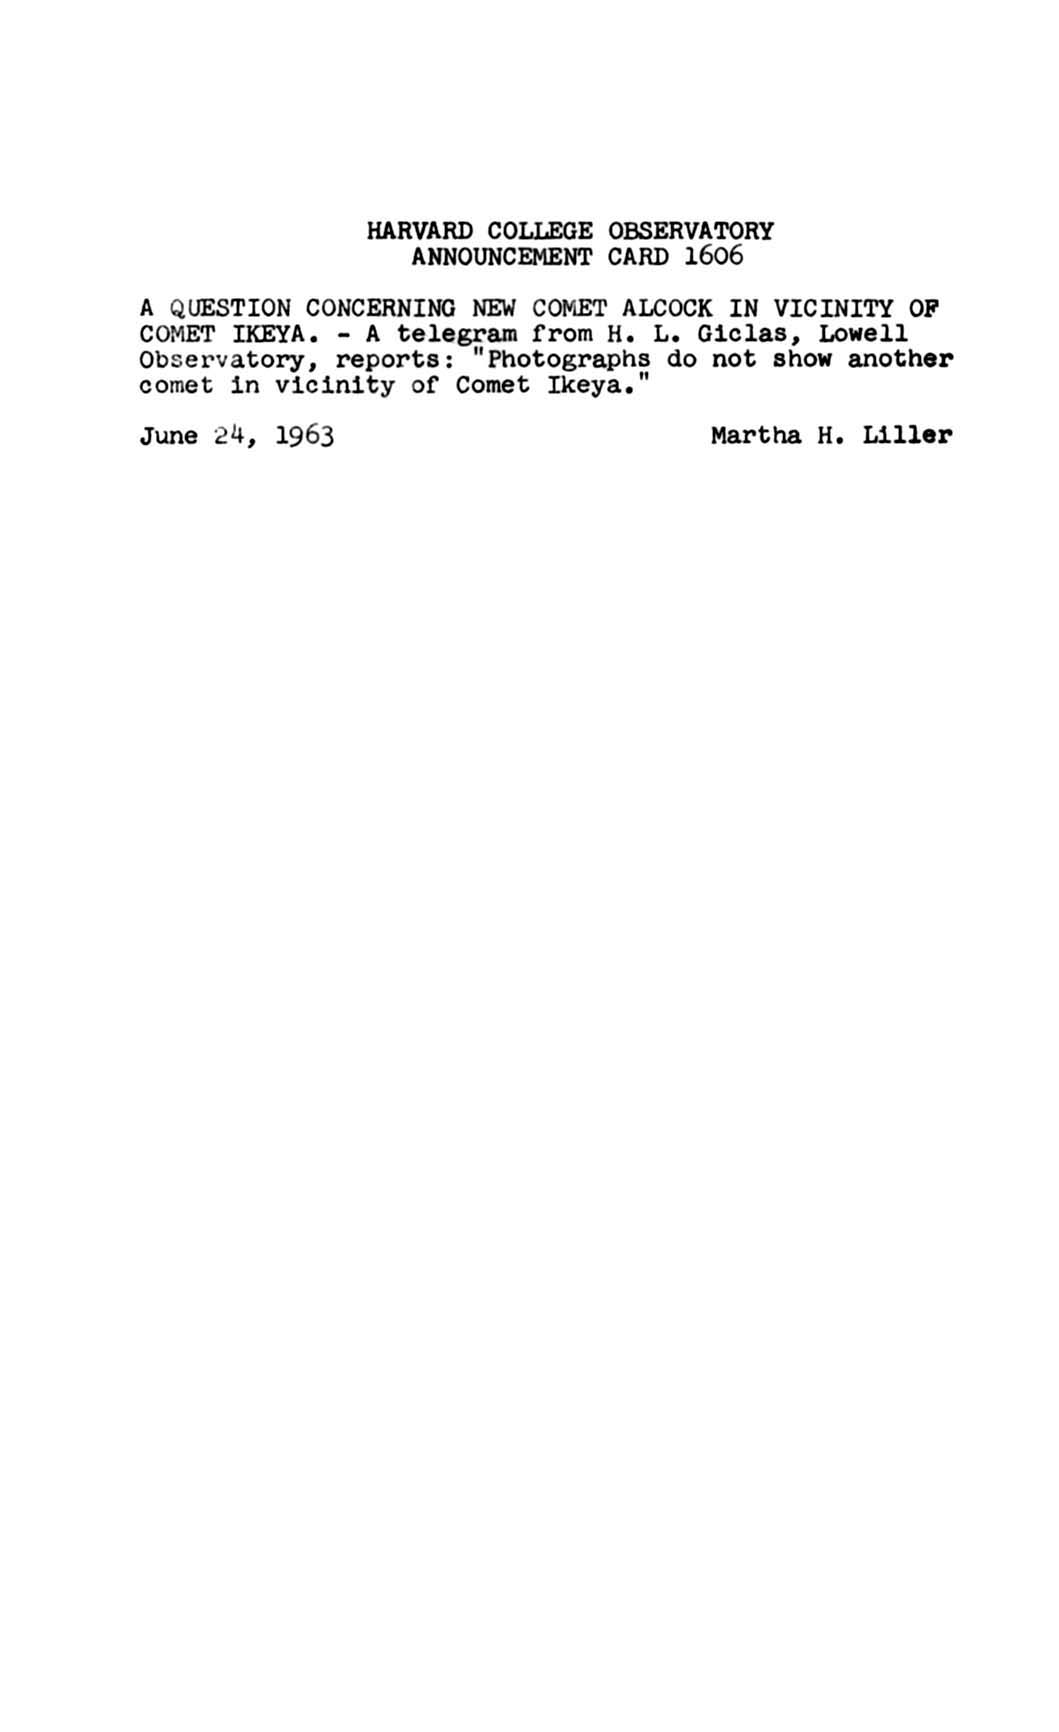 HARVARD COLLEGE OBSERVATORY
ANNOUNCEMENT CARD 1606
A QUESTION CONCERNING NEW COMET ALCOCK IN VICINITY OF
COMET IKEYA. - A telegram from H. L. Giclas, Lowell
Observatory, reports: "Photographs do not show another
comet in vicinity of Comet Ikeya."
June 24, 1963 Martha H. Liller